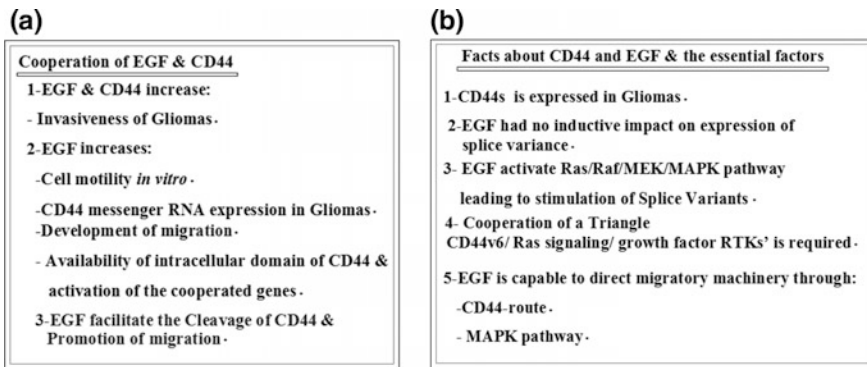 (a)
Cooperation of EGF & CD44
1-EGF & CD44 increase:
- Invasiveness of Gliomas.
2-EGF increases:
-Cell motility in vitro.
-CD44 messenger RNA expression in Gliomas.
-Development of migration.
- Availability of intracellular domain of CD44 &
activation of the cooperated genes.
3-EGF facilitate the Cleavage of CD44 &
Promotion of migration.
(b)
Facts about CD44 and EGF & the essential factors
1-CD44s is expressed in Gliomas.
2-EGF had no inductive impact on expression of
splice variance.
3- EGF activate Ras/Raf/MEK/MAPK pathway
leading to stimulation of Splice Variants.
4- Cooperation of a Triangle
CD44v6/ Ras signaling/ growth factor RTKs' is required.
5-EGF is capable to direct migratory machinery through:
-CD44-route.
- MAPK pathway.